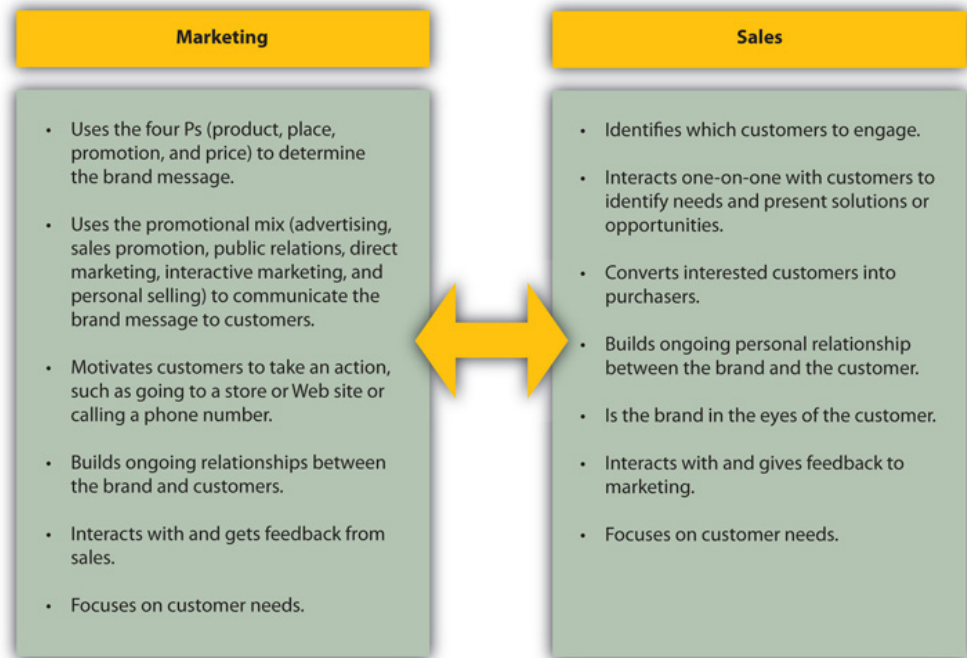 Marketing
• Uses the four Ps (product, place,
promotion, and price) to determine
the brand message.
• Uses the promotional mix (advertising,
sales promotion, public relations, direct
marketing, interactive marketing, and
personal selling) to communicate the
brand message to customers.
• Motivates customers to take an action,
such as going to a store or Web site or
calling a phone number.
• Builds ongoing relationships between
the brand and customers.
• Interacts with and gets feedback from
sales.
• Focuses on customer needs.
Sales
• Identifies which customers to engage.
• Interacts one-on-one with customers to
identify needs and present solutions or
opportunities.
• Converts interested customers into
purchasers.
• Builds ongoing personal relationship
between the brand and the customer.
• Is the brand in the eyes of the customer.
• Interacts with and gives feedback to
marketing.
• Focuses on customer needs.